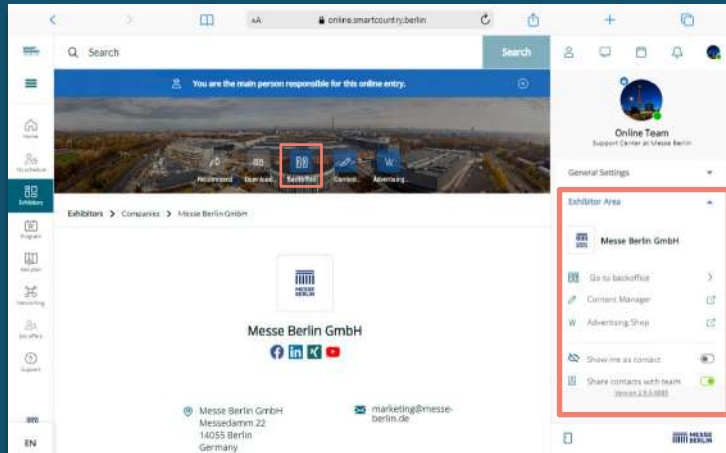 AA
online.smartcountry.berlin
Search
Search
You are the main person responsible for this online entry.
Online Team
Support Center at Messe Berlin
General Settings
Home
Exhibitors
Program
Networking
Support
EN
Recommend
Download...
Backoffice
Content...
Advertising...
Exhibitors > Companies > Messe Berlin GmbH
Exhibitor Area
Messe Berlin GmbH
Go to backoffice
Content Manager
Advertising Shop
Show me as contact
Share contacts with team
MESSE
BERLIN
Messe Berlin GmbH
Messe Berlin GmbH
Messedamm 22
14055 Berlin
Germany
marketing@messe-
berlin.de
MESSE
BERLIN